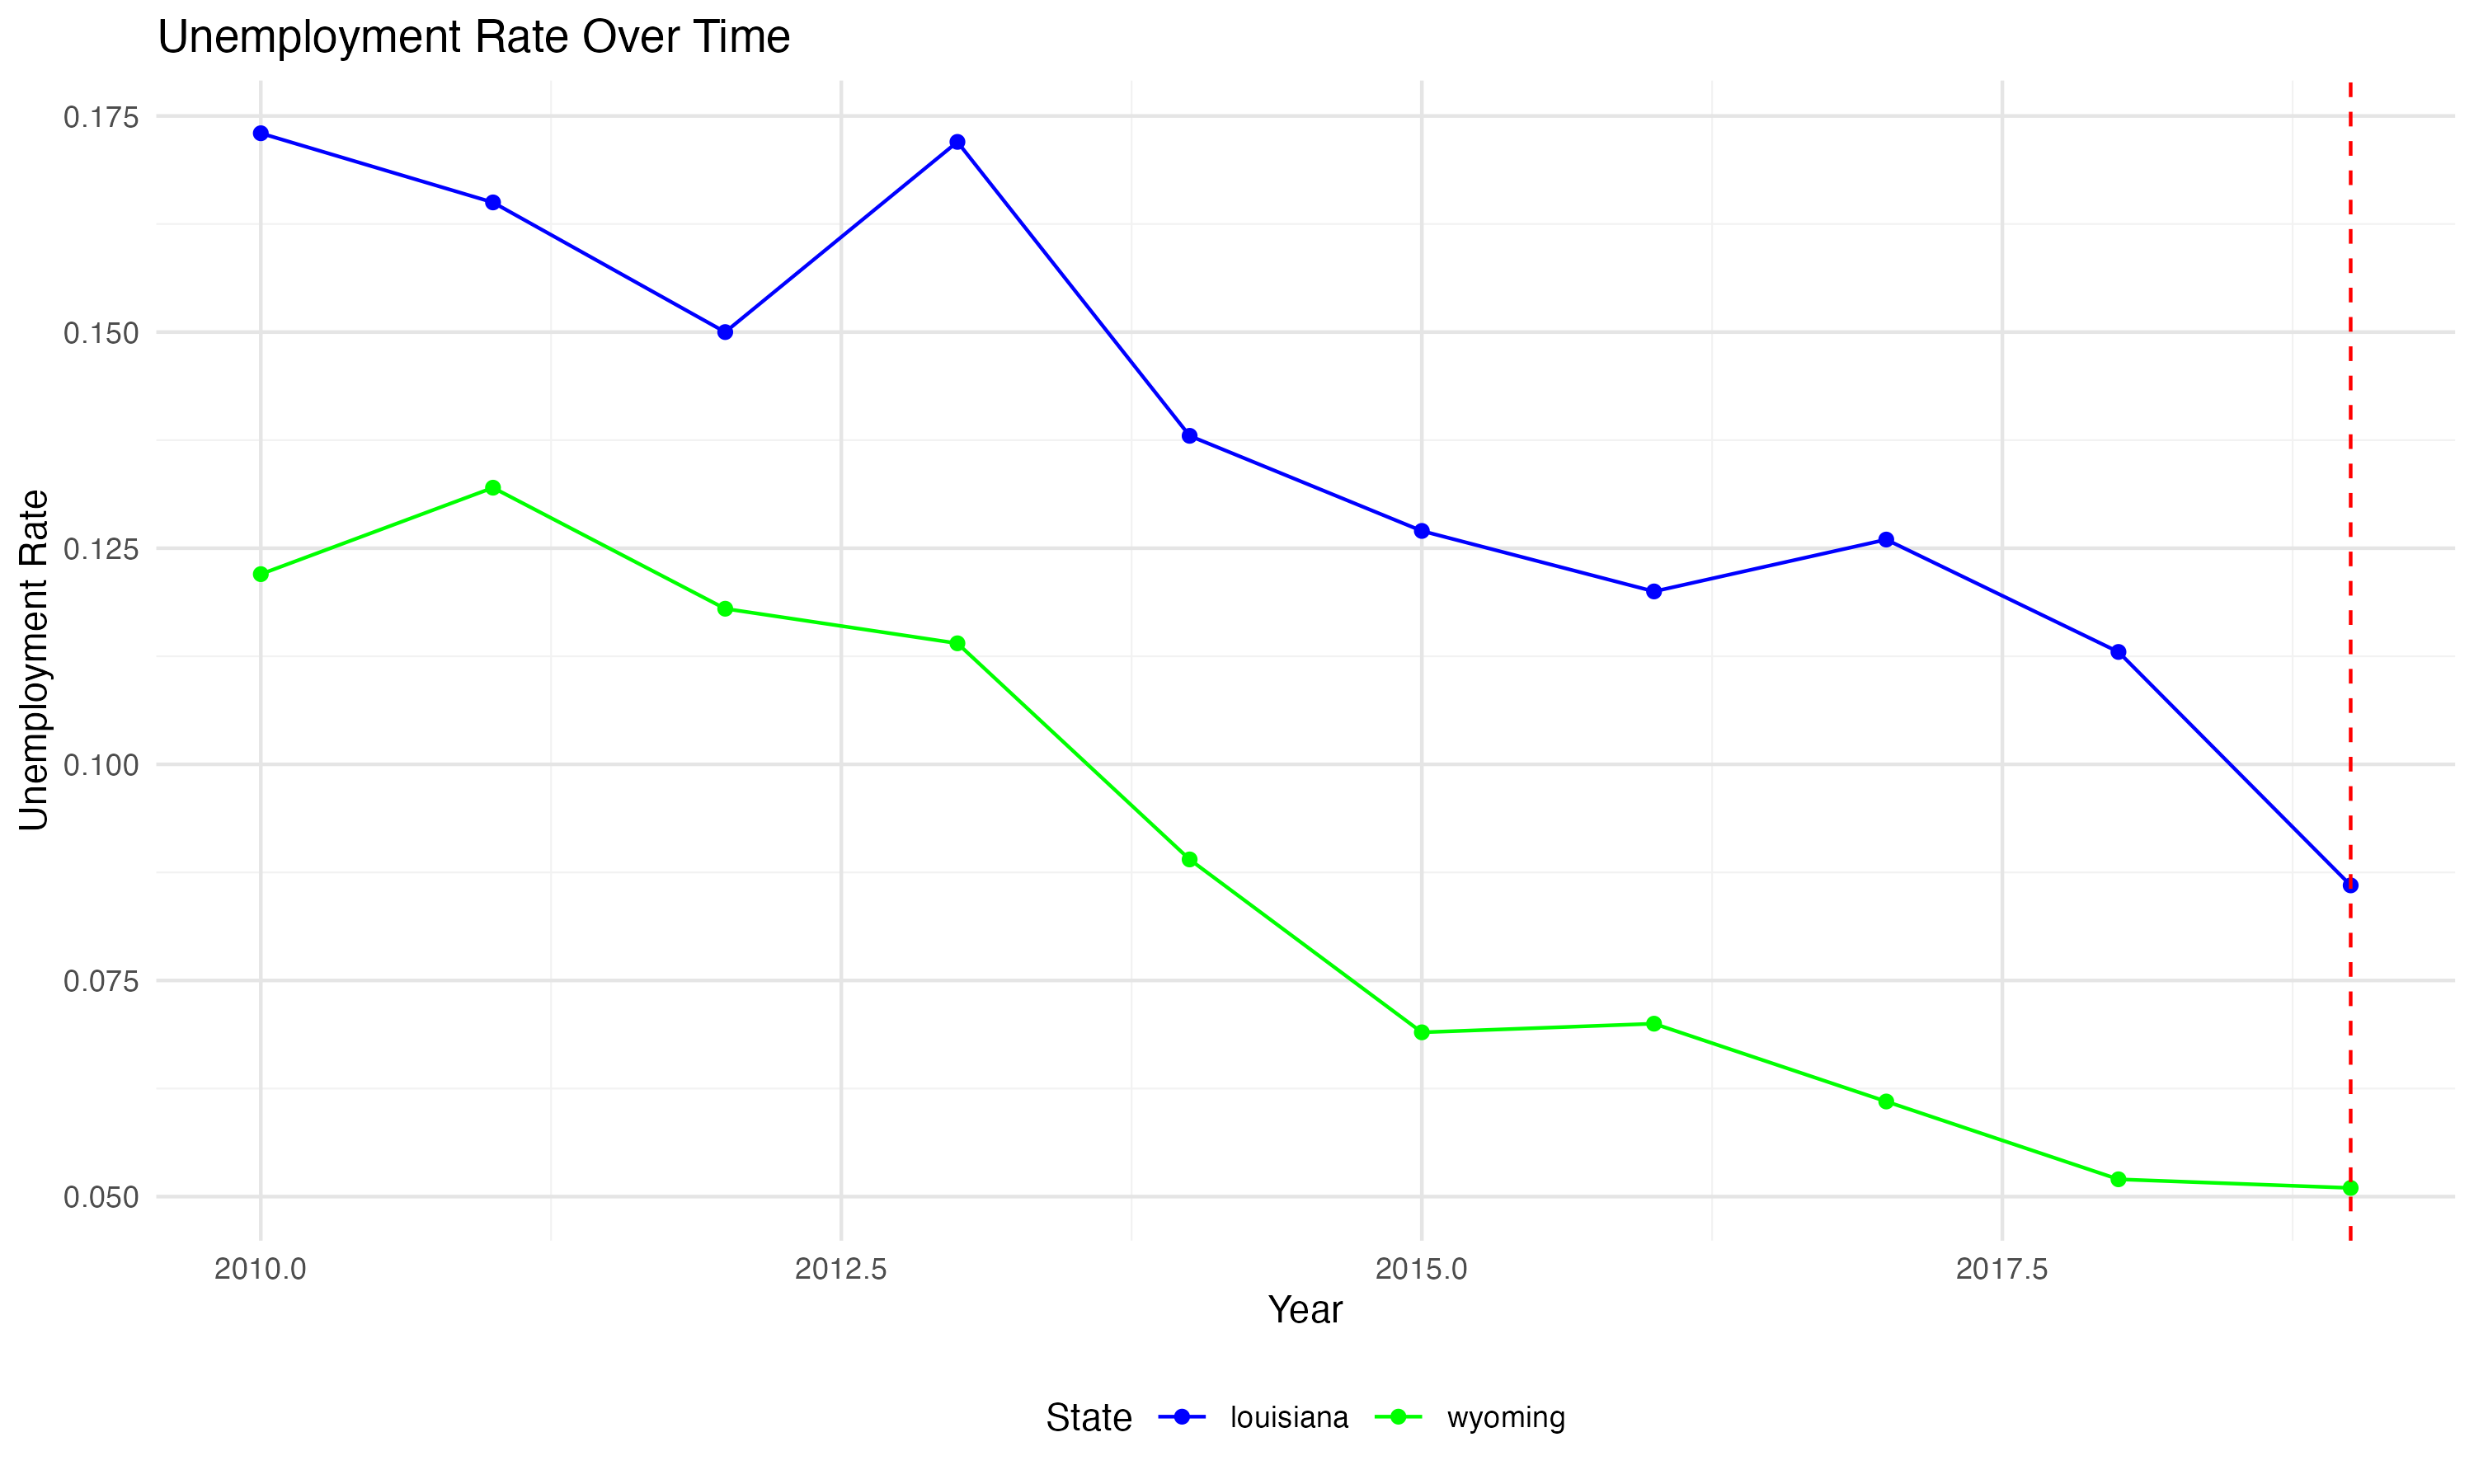 Unemployment Rate Over Time
Unemployment Rate
0.175
0.150
0.125
0.100
0.075
0.050
2010.0 2012.5 2015.0 2017.5
Year
State louisiana wyoming